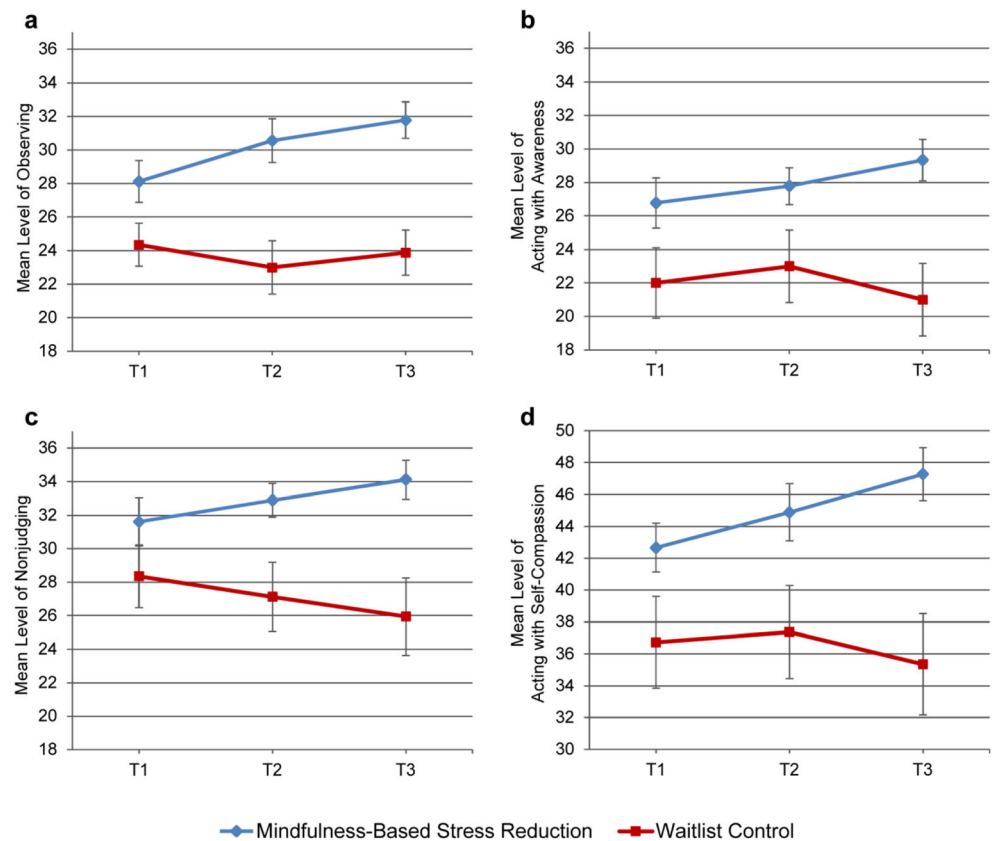 a
Mean Level of Observing
36
34
32
30
28
26
24
22
20
18
T1 T2 T3
b
Mean Level of
Acting with Awareness
36
34
32
30
28
26
24
22
20
18
T1 T2 T3
c
Mean Level of Nonjudging
36
34
32
30
28
26
24
22
20
18
T1 T2 T3
d
Mean Level of
Acting with Self-Compassion
50
48
46
44
42
40
38
36
34
32
30
T1 T2 T3
Mindfulness-Based Stress Reduction Waitlist Control